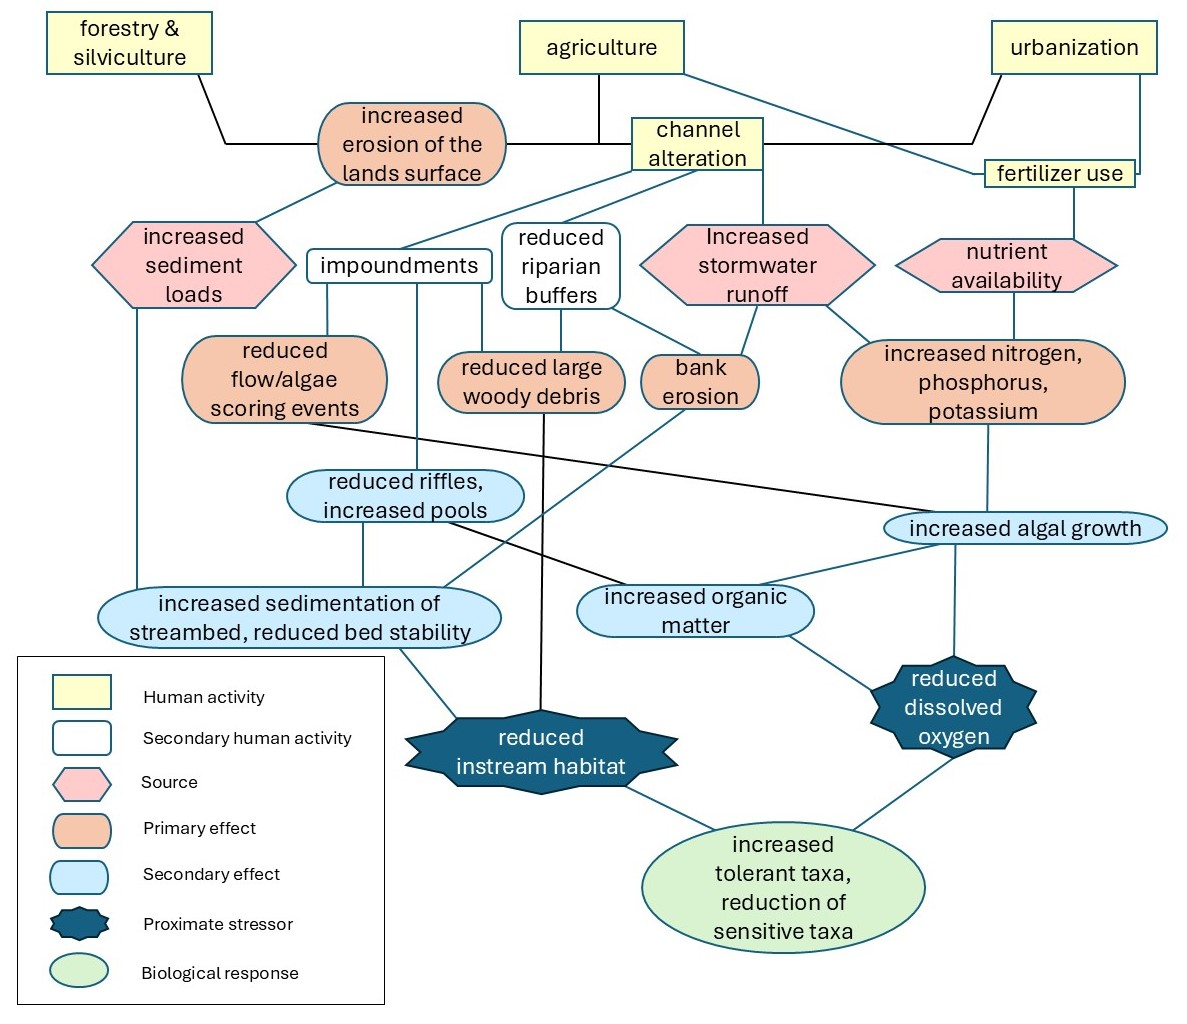 forestry &
silviculture
agriculture
urbanization
increased
erosion of the
lands surface
channel
alteration
fertilizer use
increased
sediment
loads
impoundments
reduced
riparian
buffers
Increased
stormwater
runoff
nutrient
availability
reduced
flow/algae
scoring events
reduced large
woody debris
bank
erosion
increased nitrogen,
phosphorus,
potassium
reduced riffles,
increased pools
increased algal growth
increased sedimentation of
streambed, reduced bed stability
increased organic
matter
reduced
dissolved
oxygen
reduced
instream habitat
increased
tolerant taxa,
reduction of
sensitive taxa
Human activity
Secondary human activity
Source
Primary effect
Secondary effect
Proximate stressor
Biological response